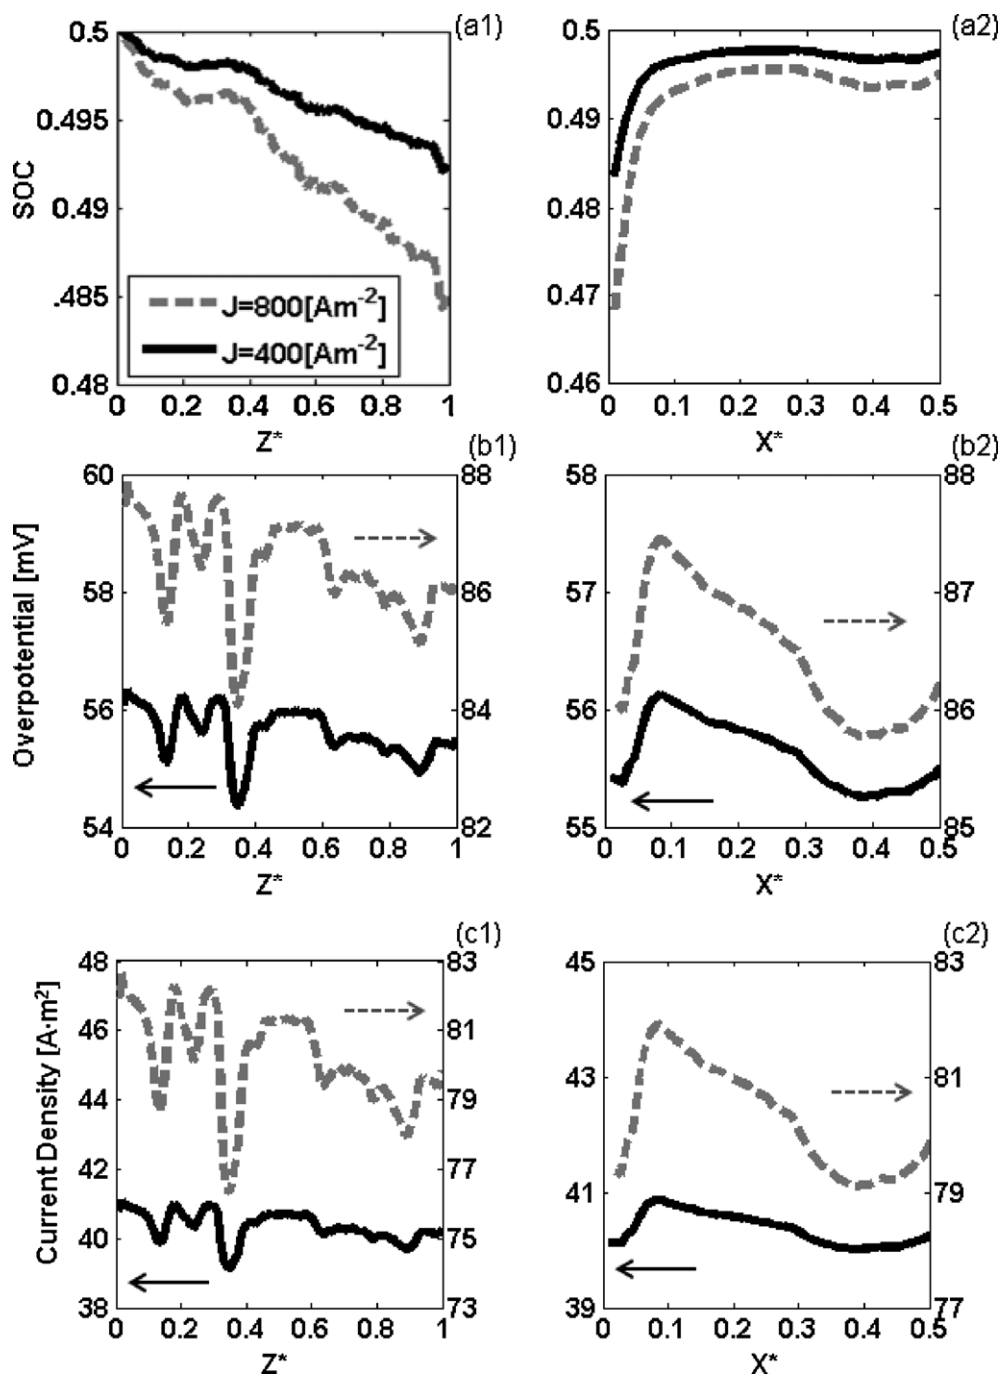 (a1)
0.5
0.495
0.49
.485
0.48
SOC
0 0.2 0.4 0.6 0.8 1
Z*
J=800[Am-2]
J=400[Am-2]
(a2)
0.5
0.49
0.48
0.47
0.46
0 0.1 0.2 0.3 0.4 0.5
X*
(b1)
60
58
56
54
Overpotential [mV]
88
86
84
82
0 0.2 0.4 0.6 0.8 1
Z*
(b2)
58
57
56
55
88
87
86
85
0 0.1 0.2 0.3 0.4 0.5
X*
(c1)
48
46
44
42
40
38
Current Density [A·m²]
83
81
79
77
75
73
0 0.2 0.4 0.6 0.8 1
Z*
(c2)
45
43
41
39
83
81
79
77
0 0.1 0.2 0.3 0.4 0.5
X*